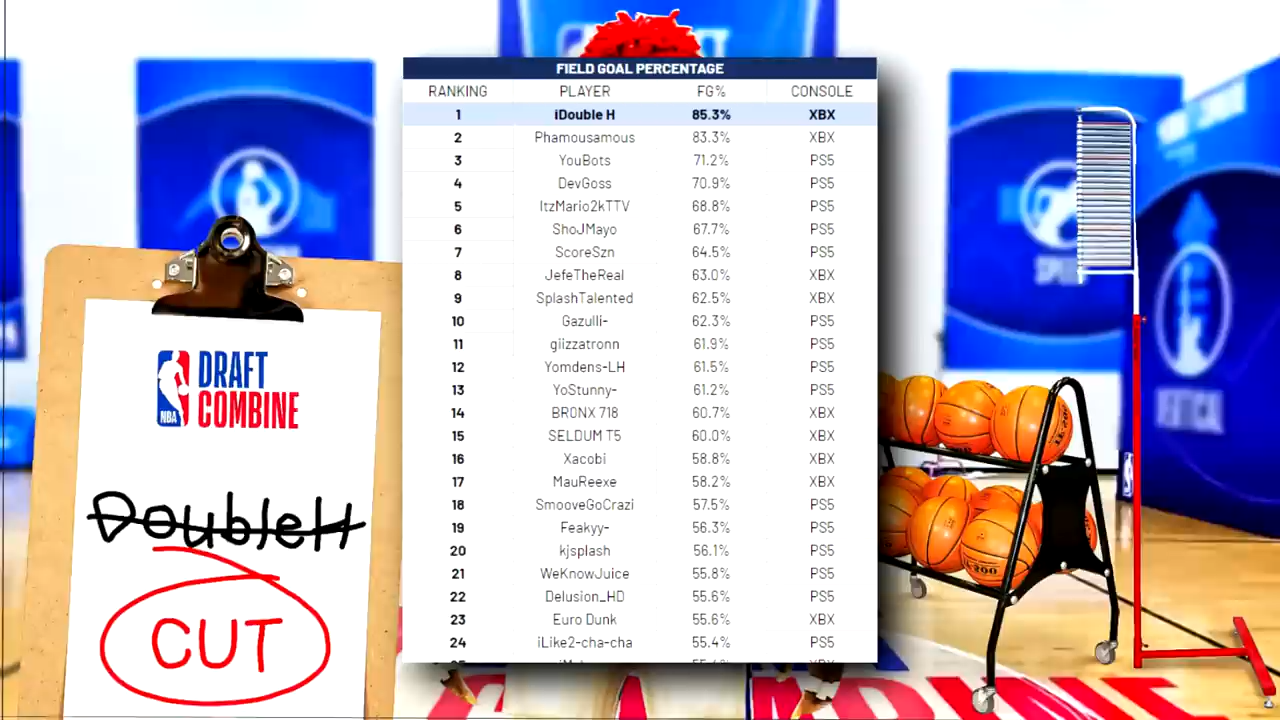 FIELD GOAL PERCENTAGE
RANKING PLAYER FG% CONSOLE
1 iDouble H 85.3% XBX
2 Phamousamous 83.3% XBX
3 YouBots 71.2% PS5
4 DevGoss 70.9% PS5
5 ItzMario2kTTV 68.8% PS5
6 ShoJMayo 67.7% PS5
7 ScoreSzn 64.5% PS5
8 JefeTheReal 63.0% XBX
9 SplashTalented 62.5% XBX
10 Gazulli- 62.3% PS5
11 giizzatronn 61.9% PS5
12 Yomdens-LH 61.5% PS5
13 YoStunny- 61.2% PS5
14 BRONX 718 60.7% XBX
15 SELDUM T5 60.0% XBX
16 Xacobi 58.8% XBX
17 MauReexe 58.2% XBX
18 SmooveGoCrazi 57.5% PS5
19 Feakyy- 56.3% PS5
20 kjsplash 56.1% PS5
21 WeKnowJuice 55.8% PS5
22 Delusion_HD 55.6% PS5
23 Euro Dunk 55.6% XBX
24 iLike2-cha-cha 55.4% PS5
NBA DRAFT
COMBINE
DoubleH
CUT